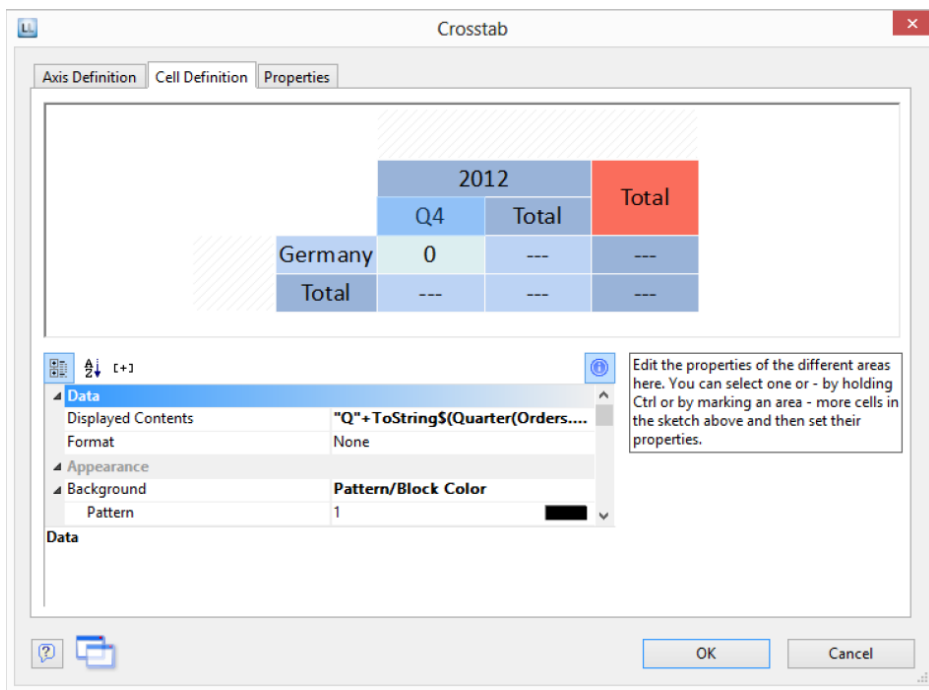 LL
Crosstab
Axis Definition Cell Definition Properties
2012 Total
Q4 Total
Germany 0 --- ---
Total --- --- ---
A
Z [+]
Data
Displayed Contents "Q"+ToString$(Quarter(Orders....
Format None
Appearance
Background Pattern/Block Color
Pattern 1
Data
Edit the properties of the different areas
here. You can select one or - by holding
Ctrl or by marking an area - more cells in
the sketch above and then set their
properties.
OK Cancel